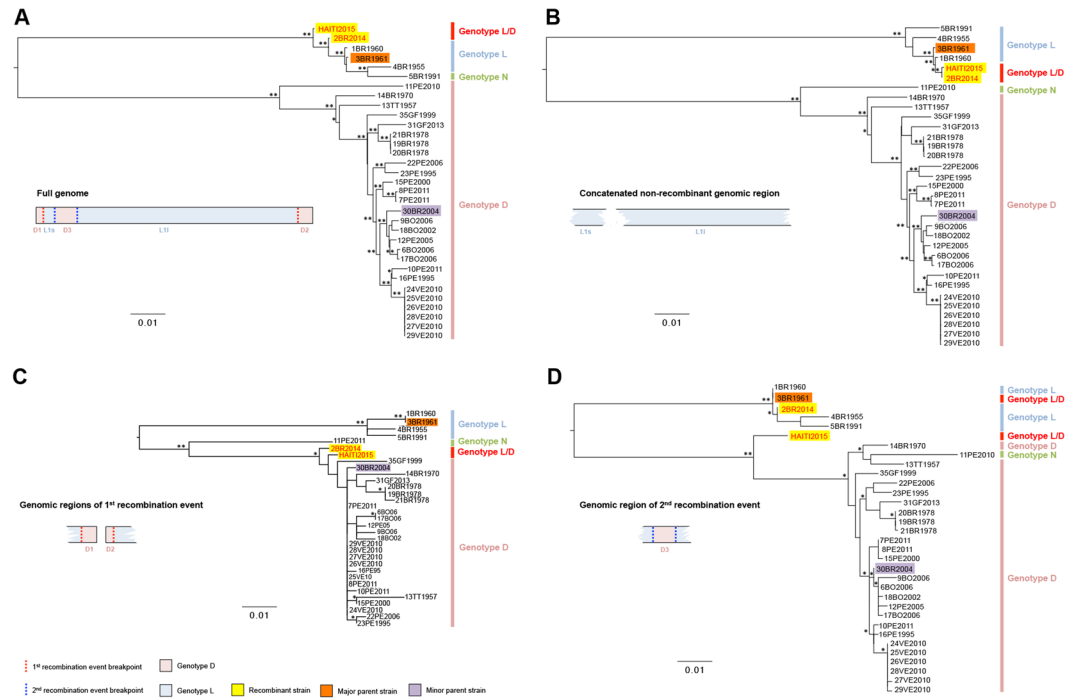 A
HAITI2015
2BR2014
1BR1960
3BR1961
4BR1955
5BR1991
11PE2010
14BR1970
13TT1957
35GF1999
31GF2013
21BR1978
19BR1978
20BR1978
22PE2006
23PE1995
15PE2000
8PE2011
7PE2011
30BR2004
9BO2006
18BO2002
12PE2005
6BO2006
17BO2006
10PE2011
16PE1995
24VE2010
25VE2010
26VE2010
28VE2010
27VE2010
29VE2010
Genotype L/D
Genotype L
Genotype N
Genotype D
Full genome
D1 L1s D3 L1l D2
0.01
B
5BR1991
4BR1955
3BR1961
1BR1960
HAITI2015
2BR2014
11PE2010
14BR1970
13TT1957
35GF1999
31GF2013
21BR1978
19BR1978
20BR1978
22PE2006
23PE1995
15PE2000
8PE2011
7PE2011
30BR2004
9BO2006
18BO2002
12PE2005
6BO2006
17BO2006
10PE2011
16PE1995
24VE2010
25VE2010
26VE2010
28VE2010
27VE2010
29VE2010
Genotype L
Genotype L/D
Genotype N
Genotype D
Concatenated non-recombinant genomic region
L1s L1l
0.01
C
1BR1960
3BR1961
4BR1955
5BR1991
11PE2011
2BR2014
HAITI2015
35GF1999
30BR2004
14BR1970
31GF2013
20BR1978
19BR1978
21BR1978
7PE2011
6BO06
17BO06
12PE05
9BO06
18BO02
29VE2010
28VE2010
27VE2010
26VE2010
16PE95
25VE10
8PE2011
10PE2011
13TT1957
15PE2000
24VE2010
22PE2006
23PE1995
Genotype L
Genotype N
Genotype L/D
Genotype D
Genomic regions of 1st recombination event
D1 D2
0.01
D
1BR1960
3BR1961
2BR2014
4BR1955
5BR1991
HAITI2015
14BR1970
11PE2010
13TT1957
35GF1999
22PE2006
23PE1995
31GF2013
20BR1978
19BR1978
21BR1978
7PE2011
8PE2011
15PE2000
30BR2004
9BO2006
6BO2006
18BO2002
12PE2005
17BO2006
10PE2011
16PE1995
24VE2010
25VE2010
26VE2010
28VE2010
27VE2010
29VE2010
Genotype L
Genotype L/D
Genotype L
Genotype L/D
Genotype D
Genotype N
Genotype D
Genomic region of 2nd recombination event
D3
0.01
1st recombination event breakpoint
Genotype D
2nd recombination event breakpoint
Genotype L
Recombinant strain
Major parent strain
Minor parent strain